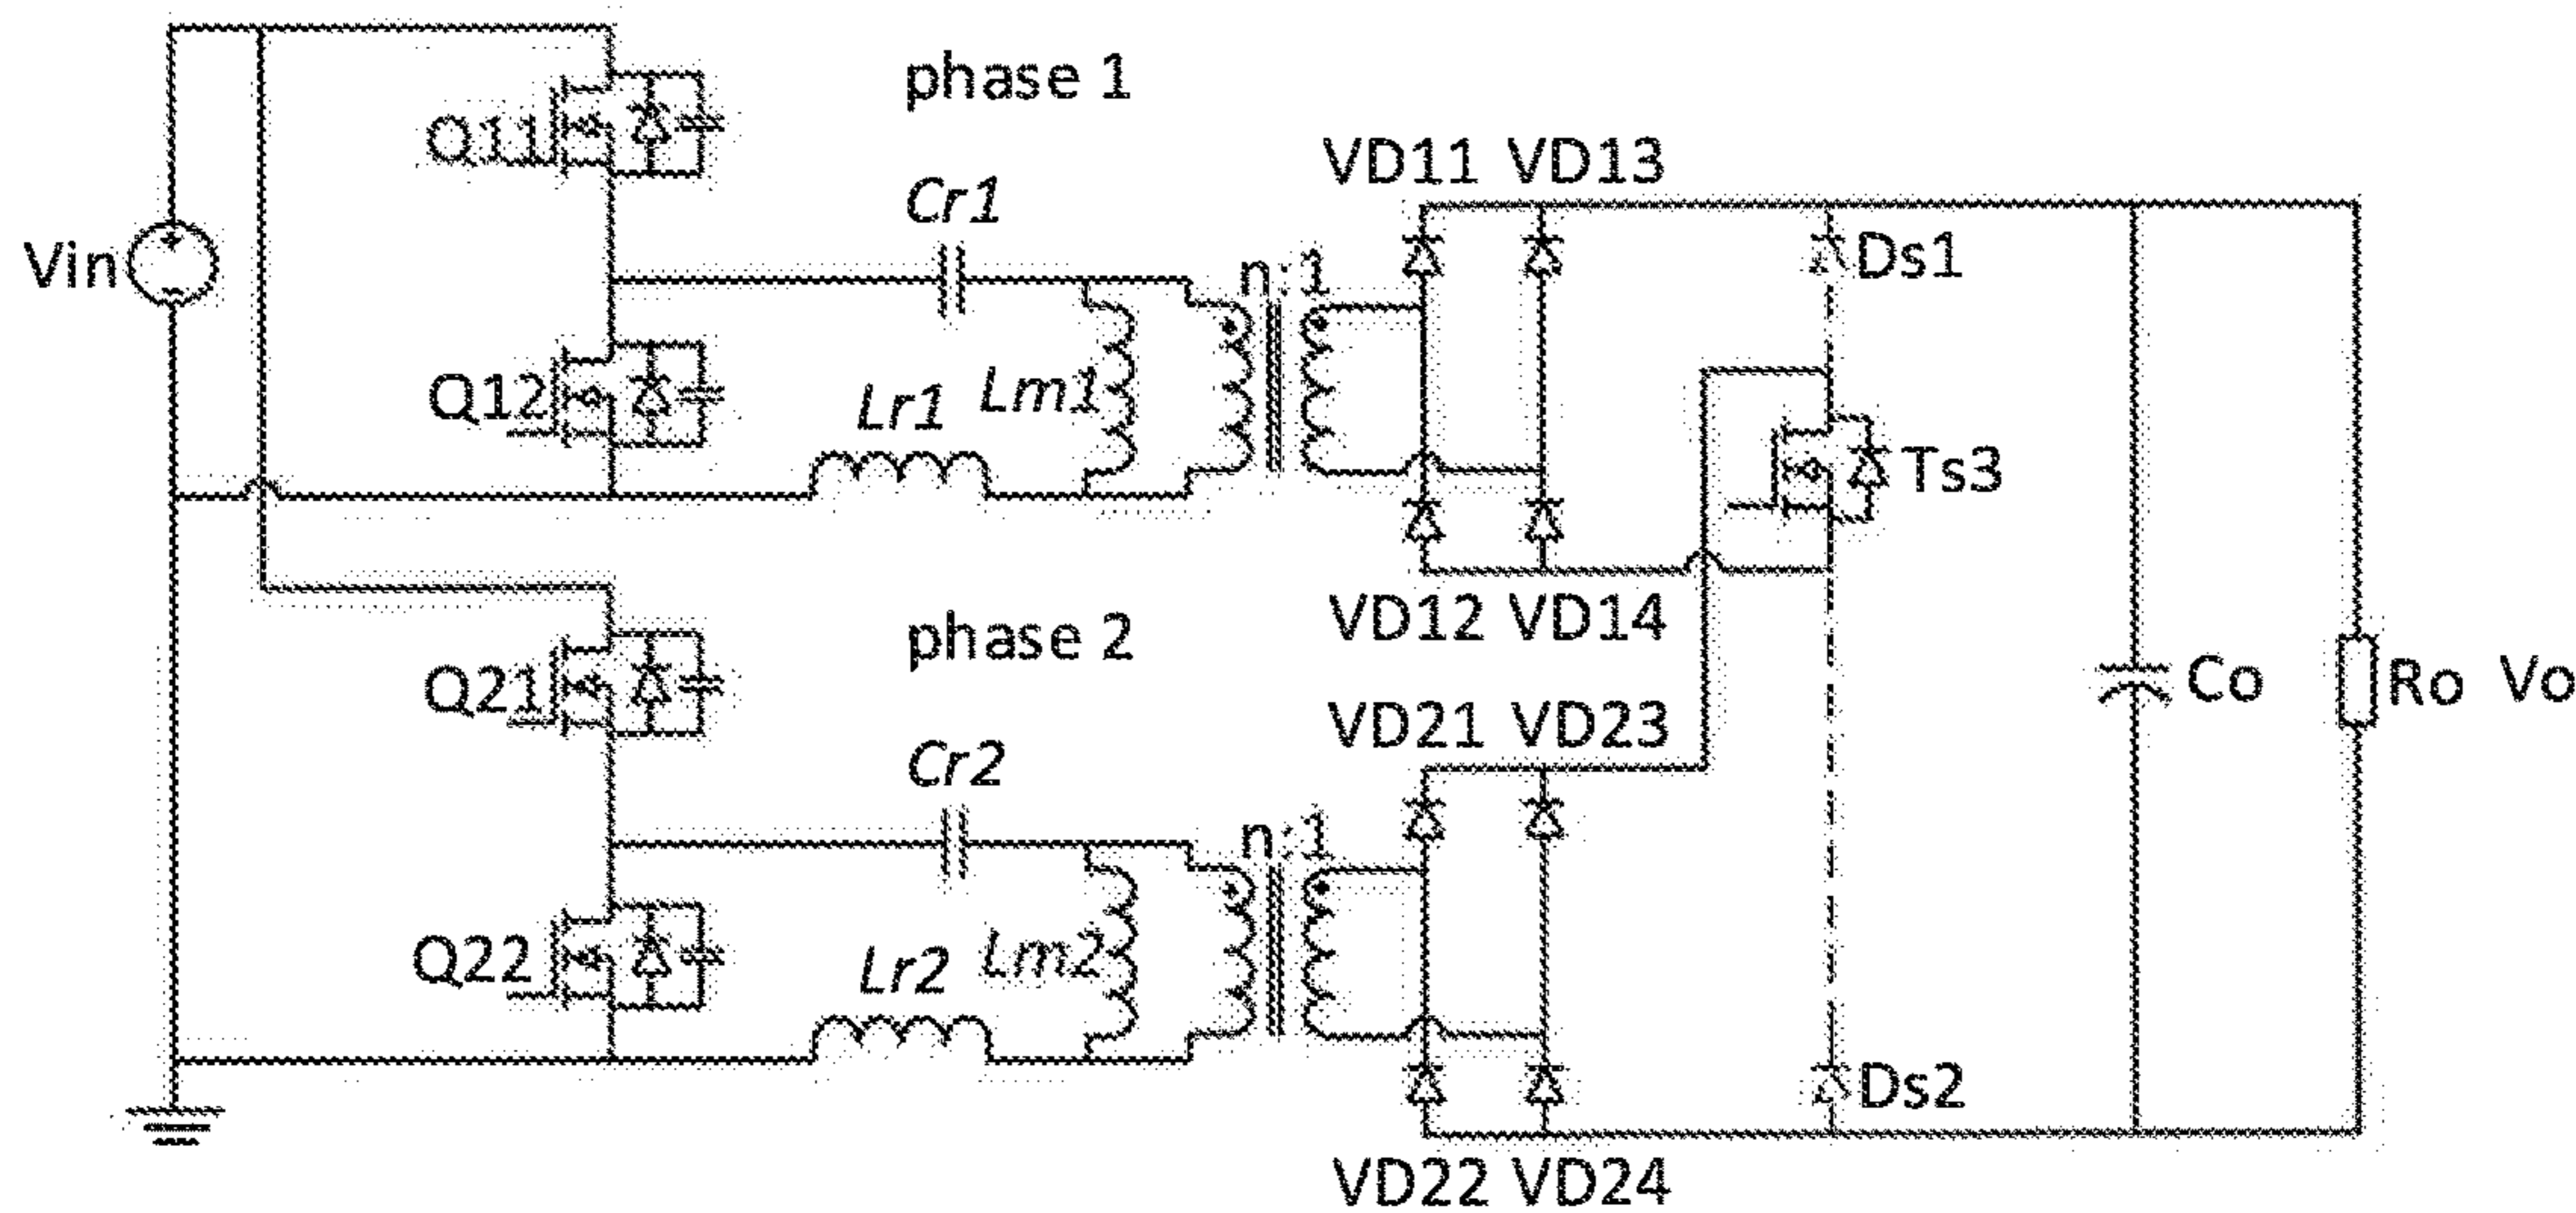 phase 1
Q11
VD11 VD13
Cr1
Vin
n:1
Ds1
Q12
Lr1
Lm1
Ts3
VD12 VD14
phase 2
Q21
Co
Ro
Vo
VD21 VD23
Cr2
n:1
Q22
Lr2
Lm2
Ds2
VD22 VD24